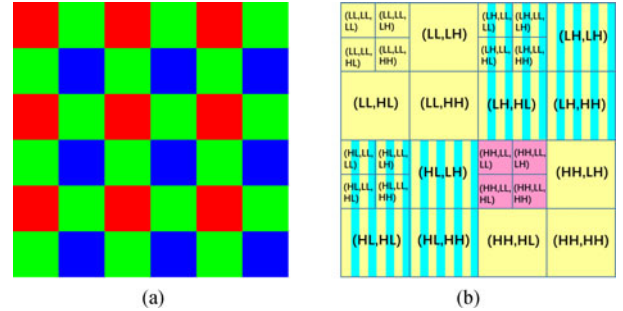 (LL,LL,
LL)
(LL,LL,
LH)
(LL,LL,
HL)
(LL,LL,
HH)
(LL,LH)
(LH,LL,
LL)
(LH,LL,
LH)
(LH,LL,
HL)
(LH,LL,
HH)
(LH,LH)
(LL,HL)
(LL,HH)
(LH,HL)
(LH,HH)
(HL,LL,
LL)
(HL,LL,
LH)
(HL,LL,
HL)
(HL,LL,
HH)
(HL,LH)
(HH,LL,
LL)
(HH,LL,
LH)
(HH,LL,
HL)
(HH,LL,
HH)
(HH,LH)
(HL,HL)
(HL,HH)
(HH,HL)
(HH,HH)
(a)
(b)